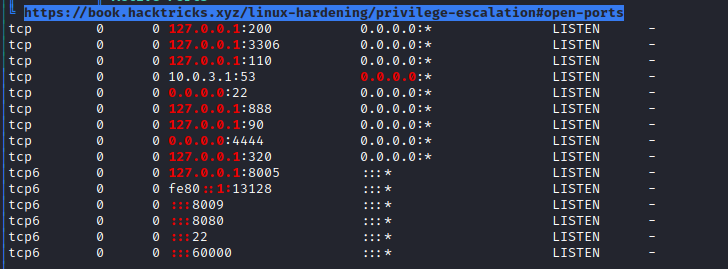 https://book.hacktricks.xyz/linux-hardening/privilege-escalation#open-ports
tcp 0 0 127.0.0.1:200 0.0.0.0:* LISTEN -
tcp 0 0 127.0.0.1:3306 0.0.0.0:* LISTEN -
tcp 0 0 127.0.0.1:110 0.0.0.0:* LISTEN -
tcp 0 0 10.0.3.1:53 0.0.0.0:* LISTEN -
tcp 0 0 0.0.0.0:22 0.0.0.0:* LISTEN -
tcp 0 0 127.0.0.1:888 0.0.0.0:* LISTEN -
tcp 0 0 127.0.0.1:90 0.0.0.0:* LISTEN -
tcp 0 0 0.0.0.0:4444 0.0.0.0:* LISTEN -
tcp 0 0 127.0.0.1:320 0.0.0.0:* LISTEN -
tcp6 0 0 127.0.0.1:8005 :::* LISTEN -
tcp6 0 0 fe80::1:13128 :::* LISTEN -
tcp6 0 0 :::8009 :::* LISTEN -
tcp6 0 0 :::8080 :::* LISTEN -
tcp6 0 0 :::22 :::* LISTEN -
tcp6 0 0 :::60000 :::* LISTEN -